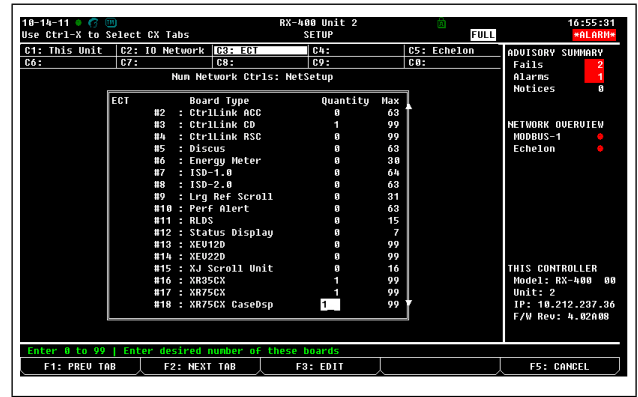 10-14-11 RX-400 Unit 2 16:55:31
Use Ctrl-X to Select CX Tabs SETUP FULL *ALARM*
C1: This Unit C2: IO Network C3: ECT C4: C5: Echelon
C6: C7: C8: C9: C0:
Num Network Ctrls: NetSetup
ECT Board Type Quantity Max
#2 : CtrlLink ACC 0 63
#3 : CtrlLink CD 1 99
#4 : CtrlLink RSC 0 99
#5 : Discus 0 63
#6 : Energy Meter 0 30
#7 : ISD-1.0 0 64
#8 : ISD-2.0 0 63
#9 : Lrg Ref Scroll 0 31
#10 : Perf Alert 0 63
#11 : RLDS 0 15
#12 : Status Display 0 7
#13 : XEV12D 0 99
#14 : XEV22D 0 99
#15 : XJ Scroll Unit 0 16
#16 : XR35CX 1 99
#17 : XR75CX 1 99
#18 : XR75CX CaseDsp 1_ 99
ADVISORY SUMMARY
Fails 2
Alarms 1
Notices 0
NETWORK OVERVIEW
MODBUS-1
Echelon
THIS CONTROLLER
Model: RX-400 00
Unit: 2
IP: 10.212.237.36
F/W Rev: 4.02A08
Enter 0 to 99 | Enter desired number of these boards
F1: PREV TAB F2: NEXT TAB F3: EDIT F5: CANCEL